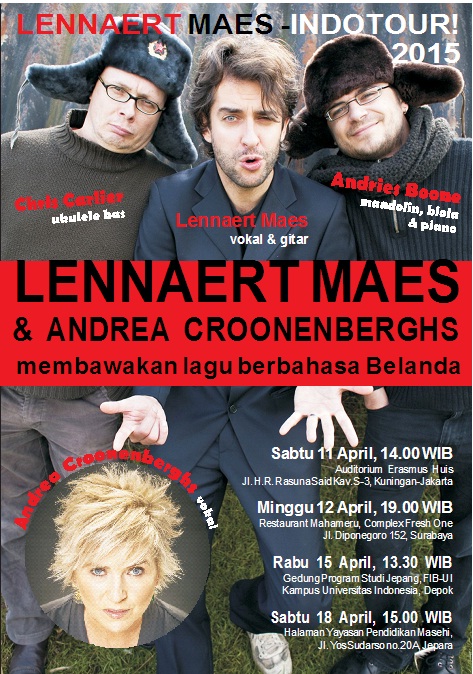 LENNAERT MAES -INDOTOUR!
2015
Chris Carlier
ukulele bas
Andries Boone
mandolin, biola
& piano
Lennaert Maes
vokal & gitar
LENNAERT MAES
& ANDREA CROONENBERGHS
membawakan lagu berbahasa Belanda
Andrea Croonenberghs vokal
Sabtu 11 April, 14.00 WIB
Auditorium Erasmus Huis
Jl. H.R. Rasuna Said Kav. S-3, Kuningan-Jakarta
Minggu 12 April, 19.00 WIB
Restaurant Mahameru, Complex Fresh One
Jl. Diponegoro 152, Surabaya
Rabu 15 April, 13.30 WIB
Gedung Program Studi Jepang, FIB-UI
Kampus Universitas Indonesia, Depok
Sabtu 18 April, 15.00 WIB
Halaman Yayasan Pendidikan Masehi,
Jl. Yos Sudarso no. 20A, Jepara